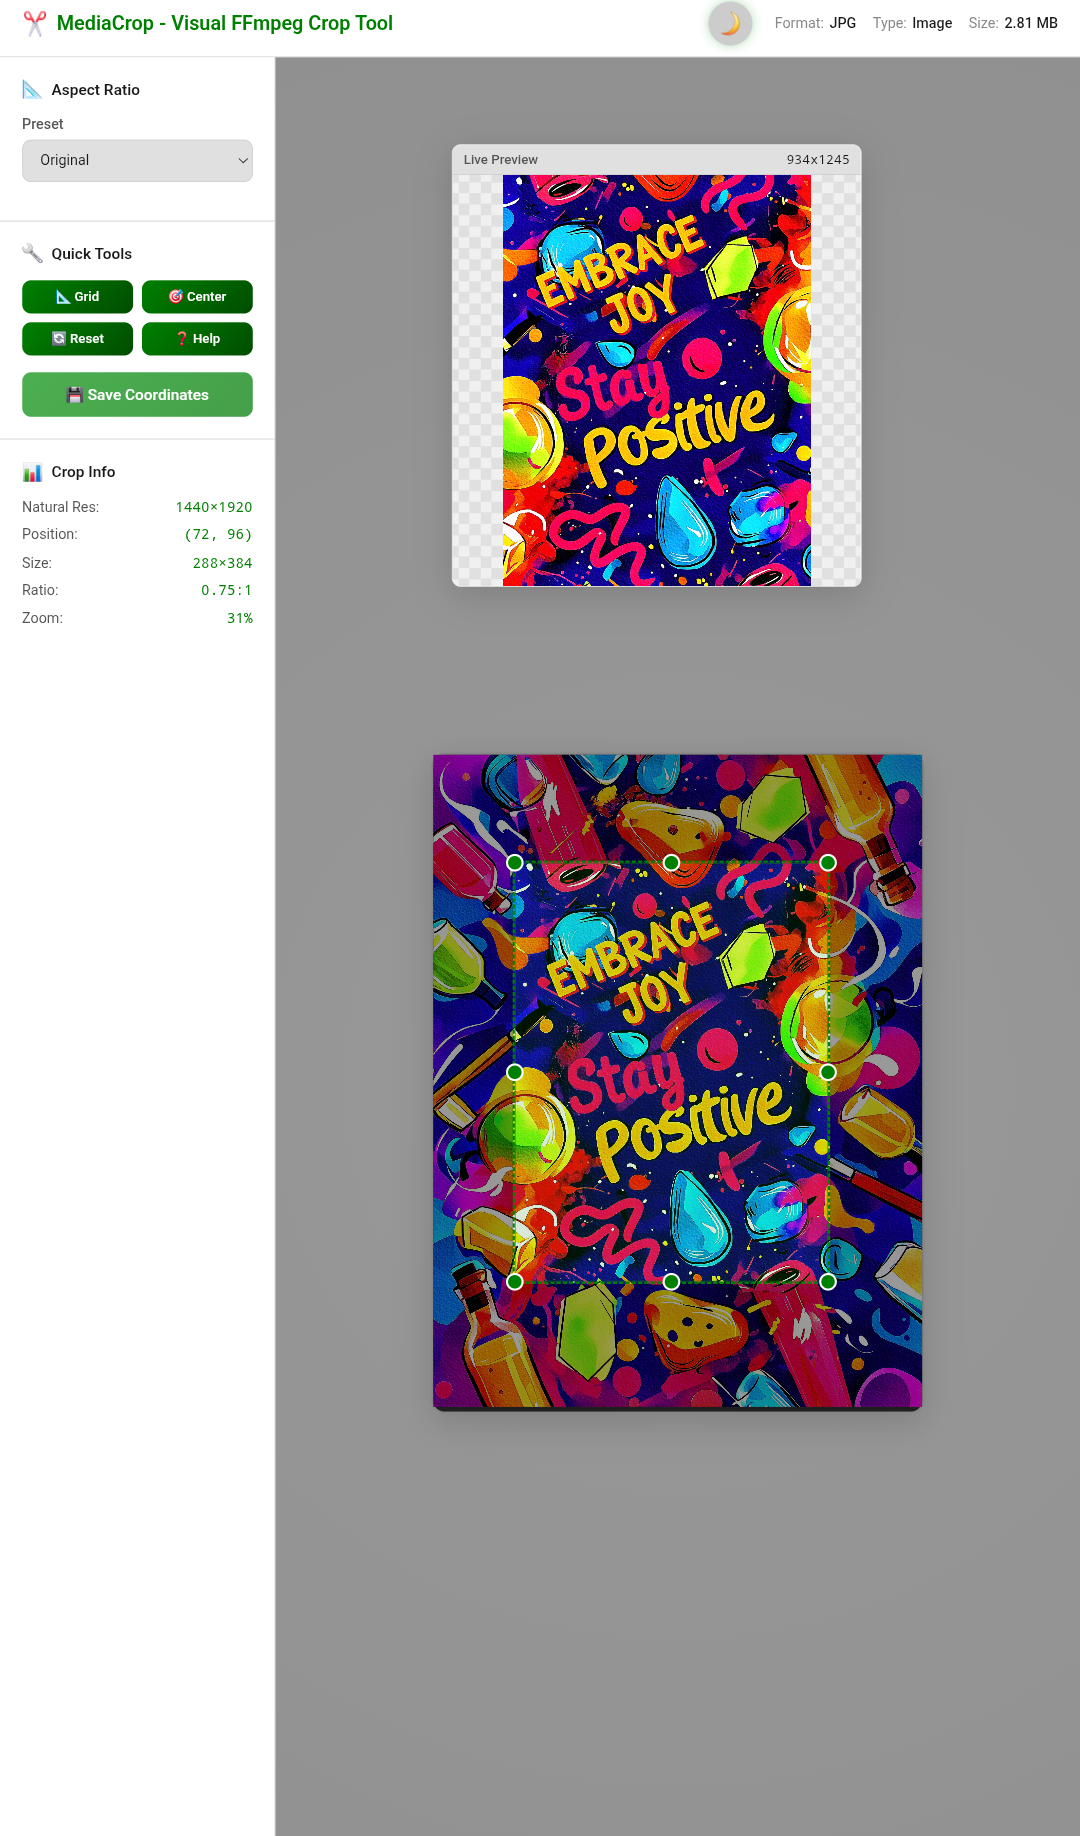 MediaCrop - Visual FFmpeg Crop Tool
Format: JPG Type: Image Size: 2.81 MB
Aspect Ratio
Preset
Original
Quick Tools
Grid
Center
Reset
Help
Save Coordinates
Crop Info
Natural Res: 1440×1920
Position: (72, 96)
Size: 288×384
Ratio: 0.75:1
Zoom: 31%
Live Preview 934x1245
EMBRACE
JOY
Stay
Positive
EMBRACE
JOY
Stay
Positive